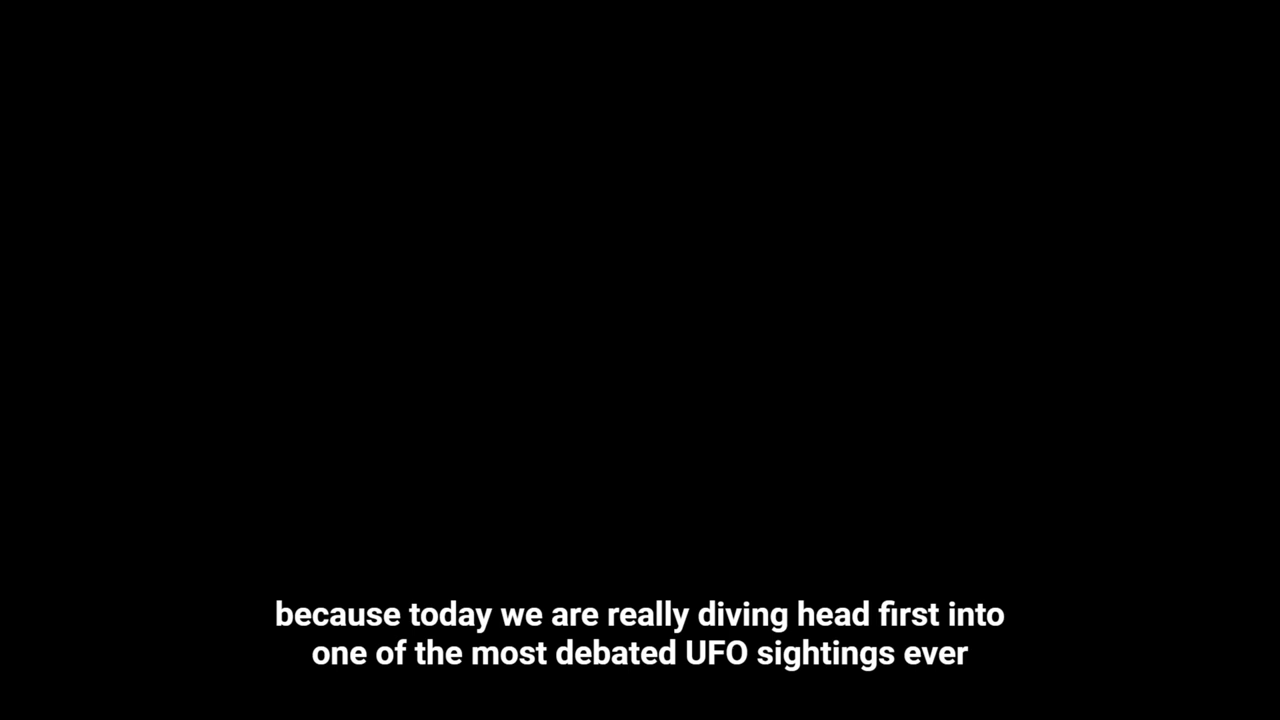 because today we are really diving head first into
one of the most debated UFO sightings ever